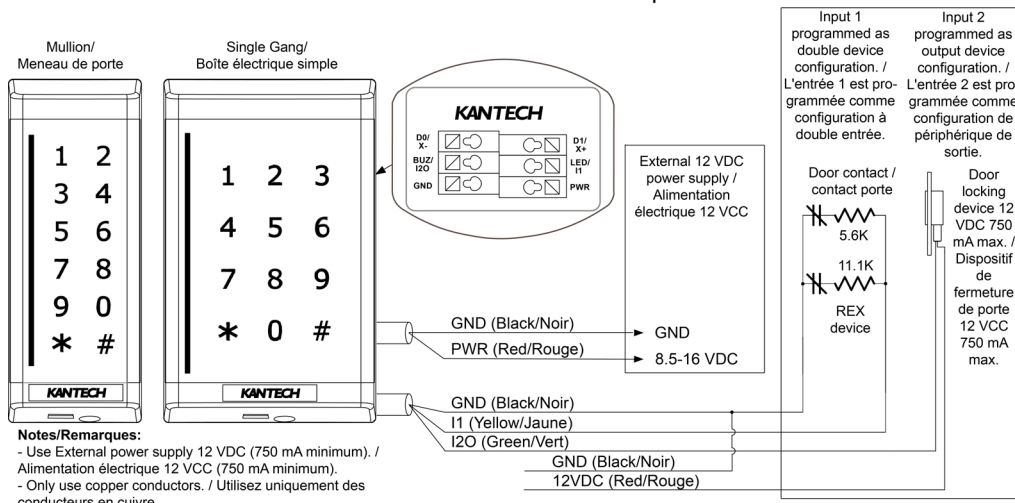 Mullion/
Meneau de porte
1 2
3 4
5 6
7 8
9 0
* #
KANTECH
Single Gang/
Boîte électrique simple
1 2 3
4 5 6
7 8 9
* 0 #
KANTECH
KANTECH
D0/
X-
BUZ/
I2O
GND
D1/
X+
LED/
I1
PWR
External 12 VDC
power supply /
Alimentation
électrique 12 VCC
GND (Black/Noir)
PWR (Red/Rouge)
GND
8.5-16 VDC
GND (Black/Noir)
I1 (Yellow/Jaune)
I2O (Green/Vert)
GND (Black/Noir)
12VDC (Red/Rouge)
Input 1
programmed as
double device
configuration. /
L'entrée 1 est pro-
grammée comme
configuration à
double entrée.
Input 2
programmed as
output device
configuration. /
L'entrée 2 est pro
grammée comme
configuration de
périphérique de
sortie.
Door contact /
contact porte
5.6K
11.1K
REX
device
Door
locking
device 12
VDC 750
mA max. /
Dispositif
de
fermeture
de porte
12 VCC
750 mA
max.
Notes/Remarques:
- Use External power supply 12 VDC (750 mA minimum). /
Alimentation électrique 12 VCC (750 mA minimum).
- Only use copper conductors. / Utilisez uniquement des
conducteurs en cuivre